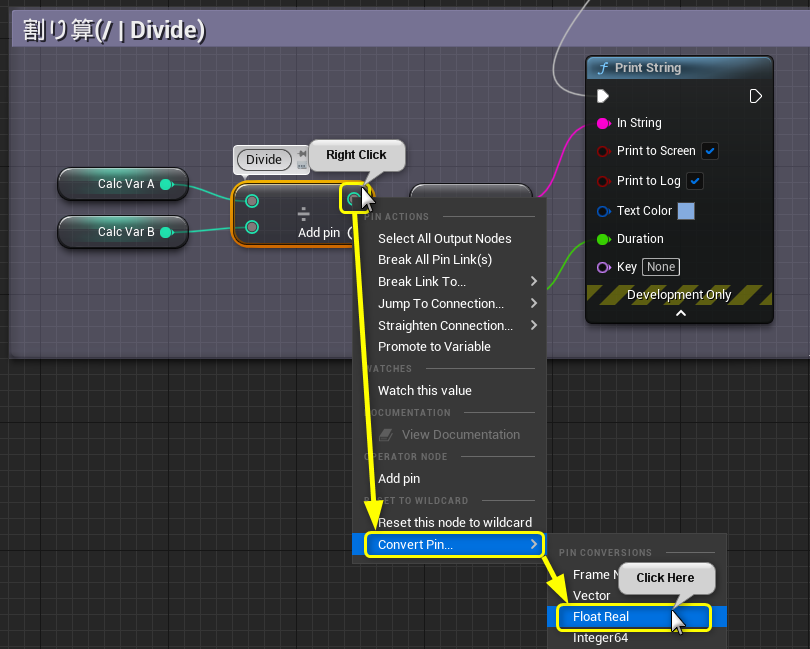 割り算(/ | Divide)
Print String
In String
Print to Screen
Print to Log
Text Color
Duration
Key None
Development Only
Divide
Right Click
Calc Var A
Calc Var B
Add pin
PIN ACTIONS
Select All Output Nodes
Break All Pin Link(s)
Break Link To...
Jump To Connection...
Straighten Connection...
Promote to Variable
WATCHES
Watch this value
DOCUMENTATION
View Documentation
OPERATOR NODE
Add pin
RESET TO WILDCARD
Reset this node to wildcard
Convert Pin...
PIN CONVERSIONS
Frame
Click Here
Vector
Float Real
Integer64